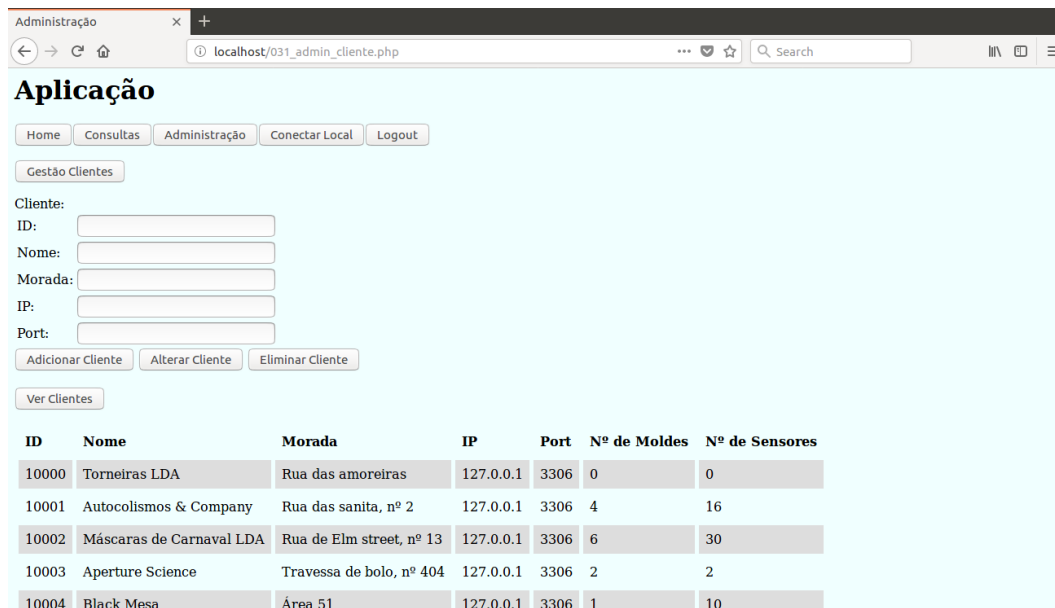 Administração
localhost/031_admin_cliente.php
Search
Aplicação
Home Consultas Administração Conectar Local Logout
Gestão Clientes
Cliente:
ID:
Nome:
Morada:
IP:
Port:
Adicionar Cliente Alterar Cliente Eliminar Cliente
Ver Clientes
ID Nome Morada IP Port Nº de Moldes Nº de Sensores
10000 Torneiras LDA Rua das amoreiras 127.0.0.1 3306 0 0
10001 Autocolismos & Company Rua das sanita, nº 2 127.0.0.1 3306 4 16
10002 Máscaras de Carnaval LDA Rua de Elm street, nº 13 127.0.0.1 3306 6 30
10003 Aperture Science Travessa de bolo, nº 404 127.0.0.1 3306 2 2
10004 Black Mesa Área 51 127.0.0.1 3306 1 10